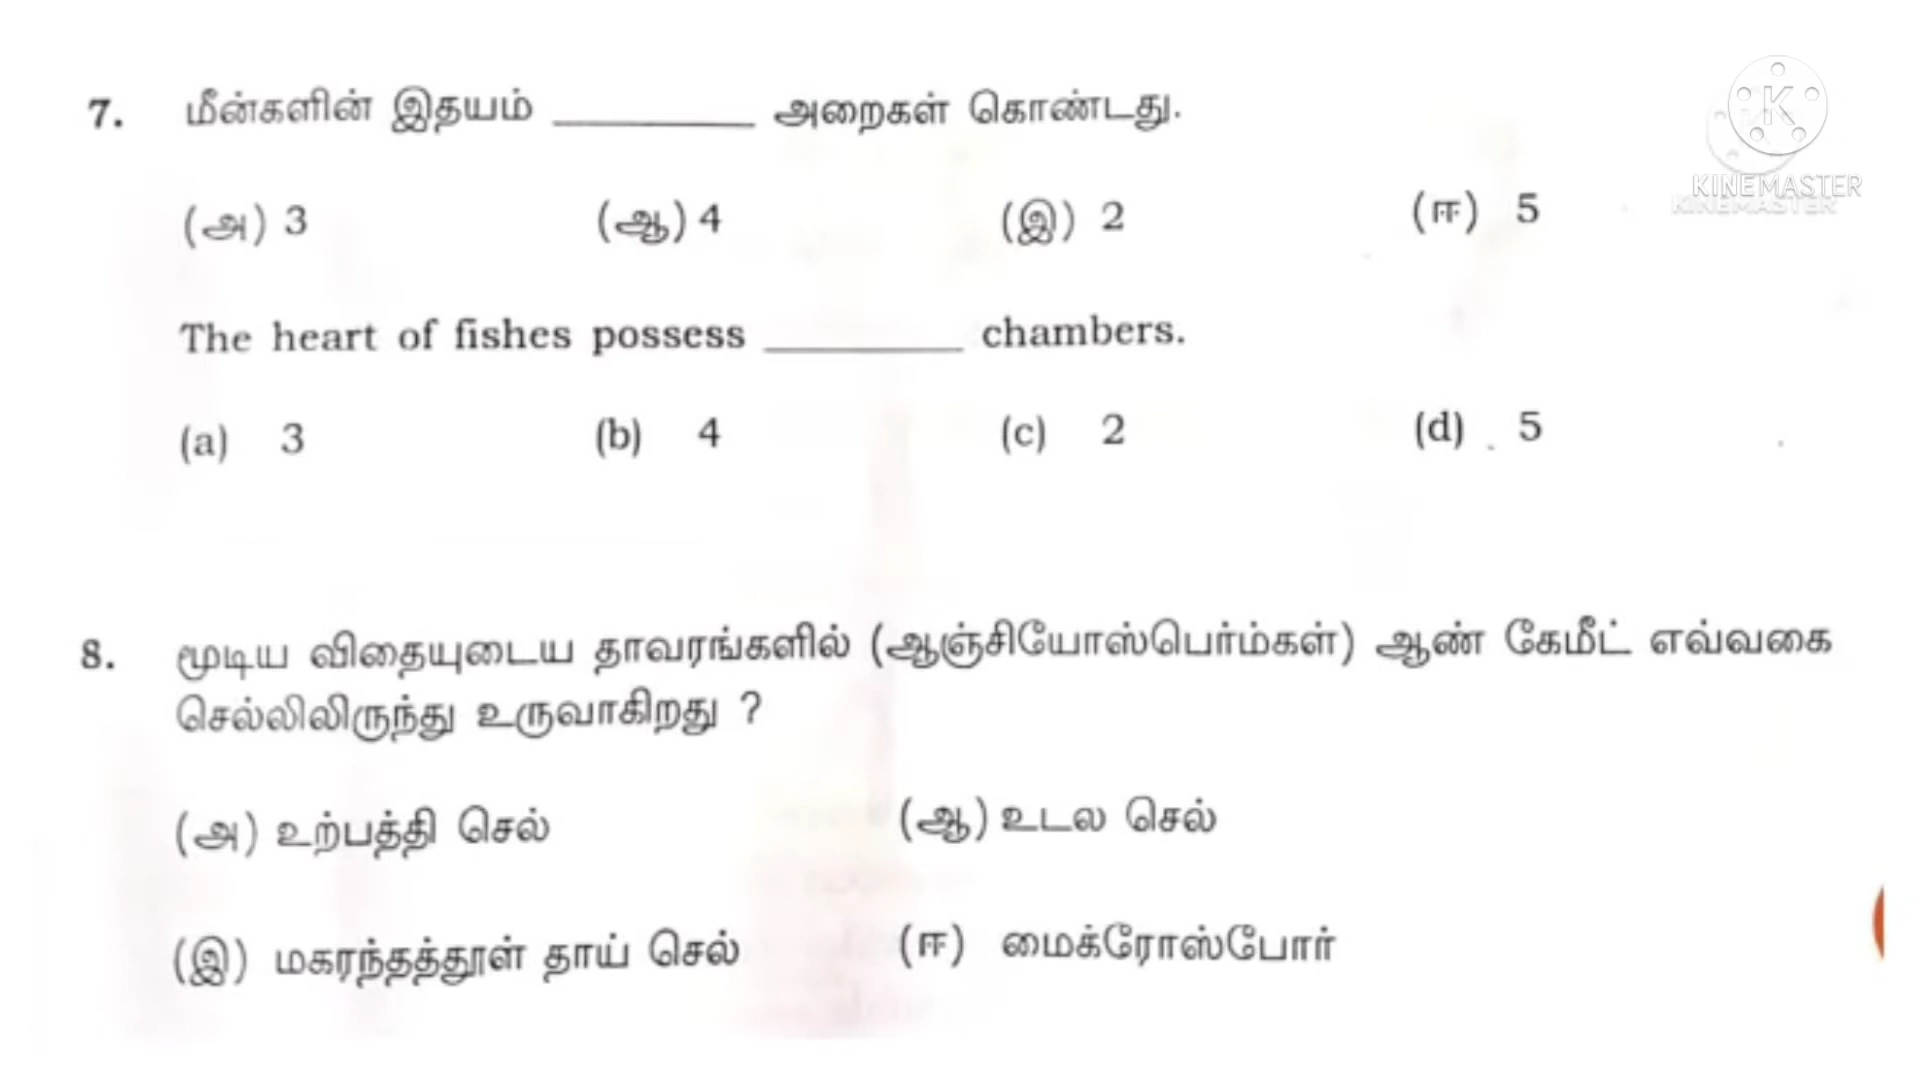 7. மீன்களின் இதயம் ________ அறைகள் கொண்டது.
(அ) 3 (ஆ) 4 (இ) 2 (ஈ) 5
The heart of fishes possess ________ chambers.
(a) 3 (b) 4 (c) 2 (d) 5
8. மூடிய விதையுடைய தாவரங்களில் (ஆஞ்சியோஸ்பெர்ம்கள்) ஆண் கேமீட் எவ்வகை
செல்லிலிருந்து உருவாகிறது ?
(அ) உற்பத்தி செல் (ஆ) உடல செல்
(இ) மகரந்தத்தூள் தாய் செல் (ஈ) மைக்ரோஸ்போர்
KINEMASTER
KINEMASTER